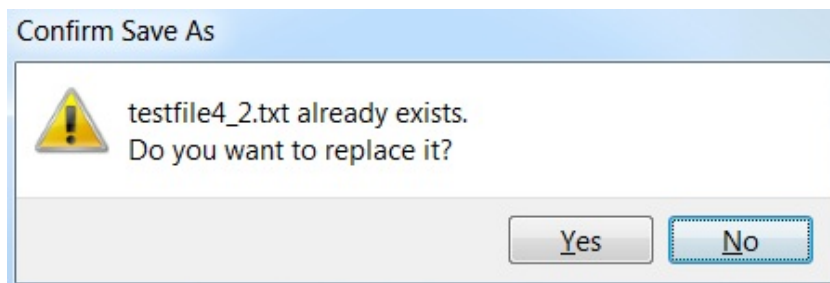 Confirm Save As
testfile4_2.txt already exists.
Do you want to replace it?
Yes
No